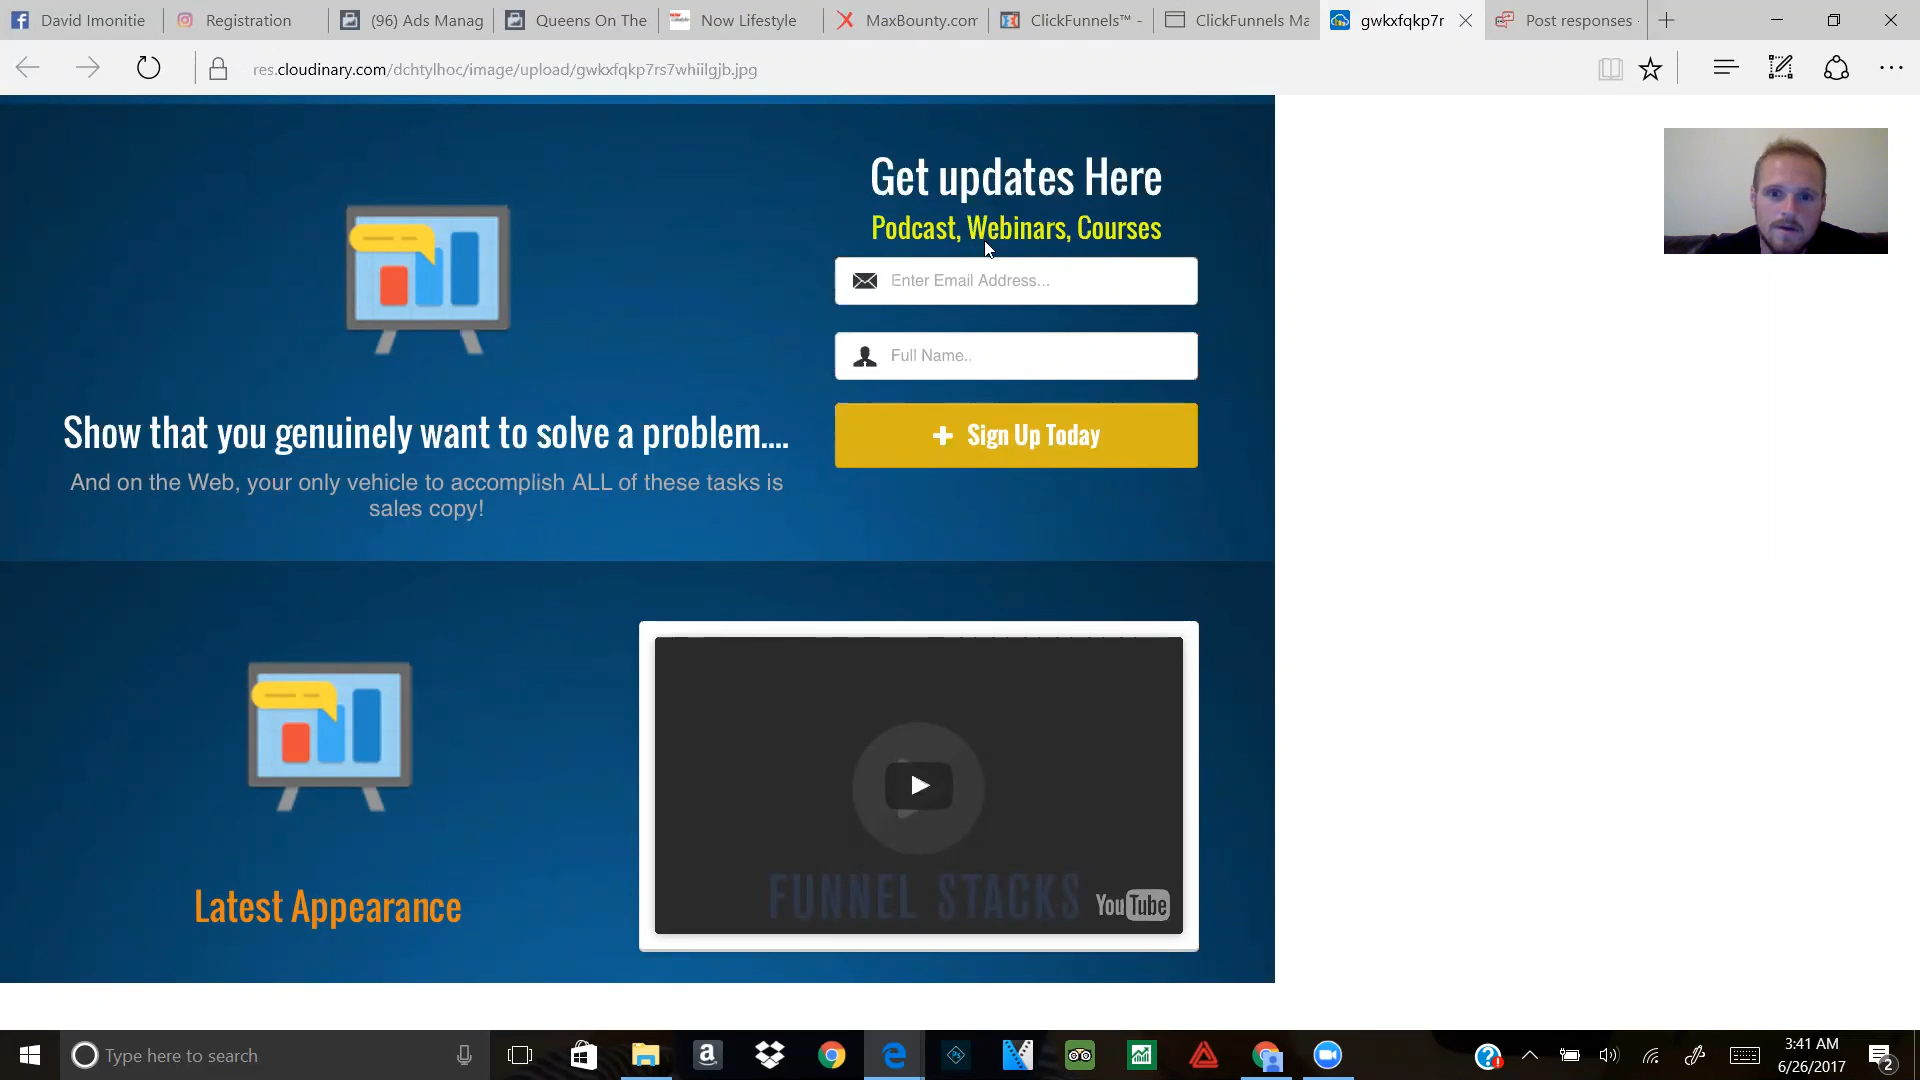 David Imonitie
Registration
(96) Ads Manag
Queens On The
Now Lifestyle
MaxBounty.com
ClickFunnels™ -
ClickFunnels Ma
gwkxfqkp7r
Post responses
res.cloudinary.com/dchtylhoc/image/upload/gwkxfqkp7rs7whiilgjb.jpg
Get updates Here
Podcast, Webinars, Courses
Enter Email Address...
Full Name..
+ Sign Up Today
Show that you genuinely want to solve a problem....
And on the Web, your only vehicle to accomplish ALL of these tasks is
sales copy!
FUNNEL STACKS
YouTube
Latest Appearance
Type here to search
3:41 AM
6/26/2017
2